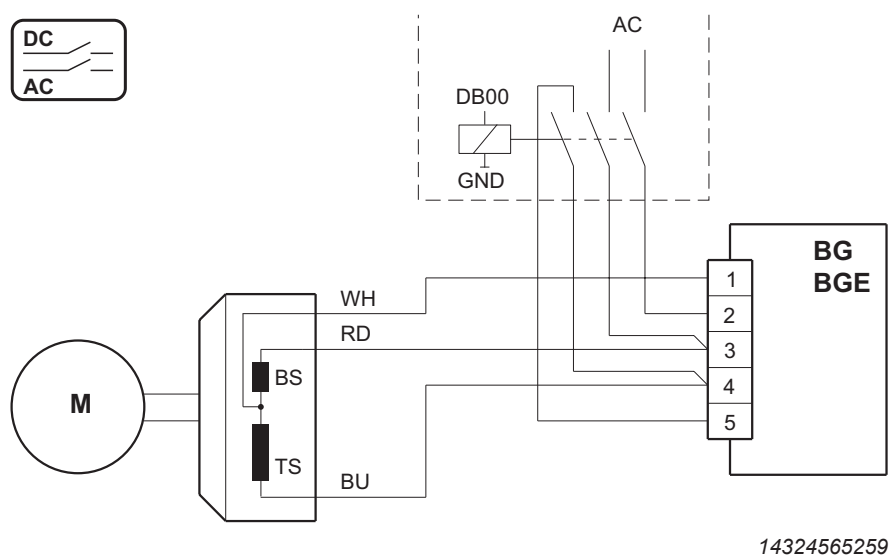 DC
AC
AC
DB00
GND
BG
BGE
WH
RD
BS
TS
BU
M
1
2
3
4
5
14324565259